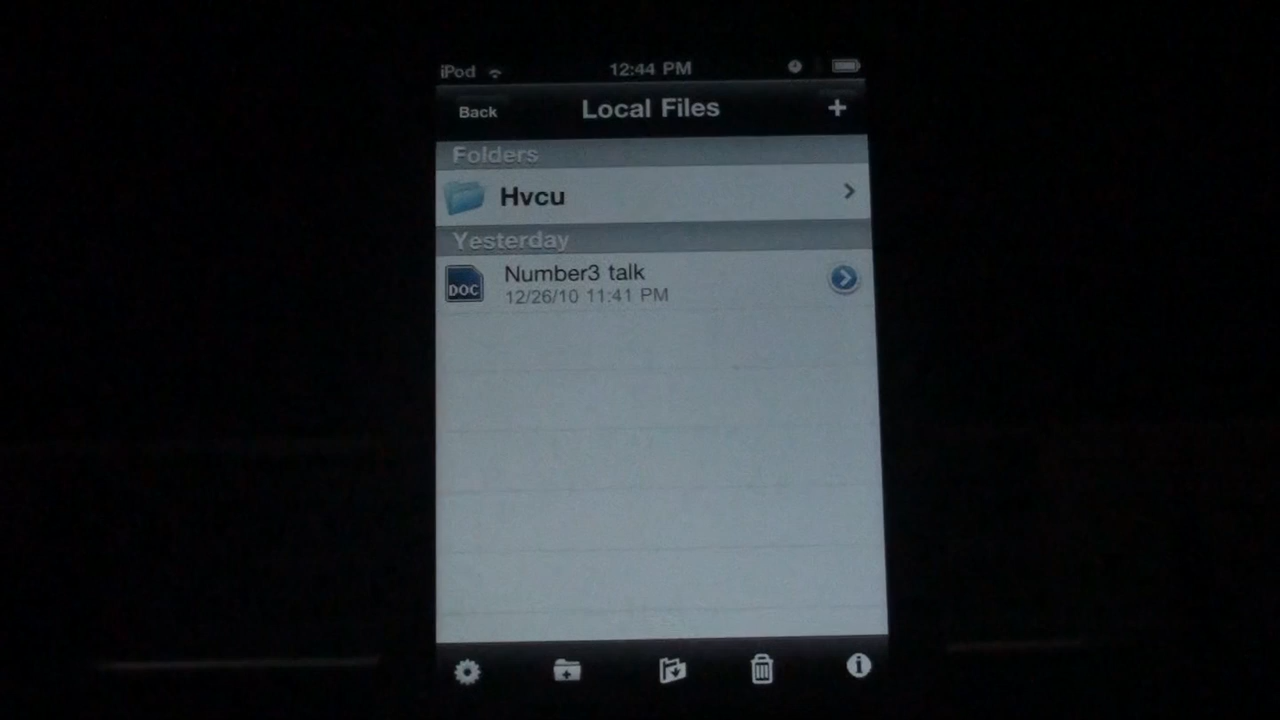 iPod 12:44 PM
Back Local Files +
Folders
Hvcu
Yesterday
Number3 talk
DOC
12/26/10 11:41 PM